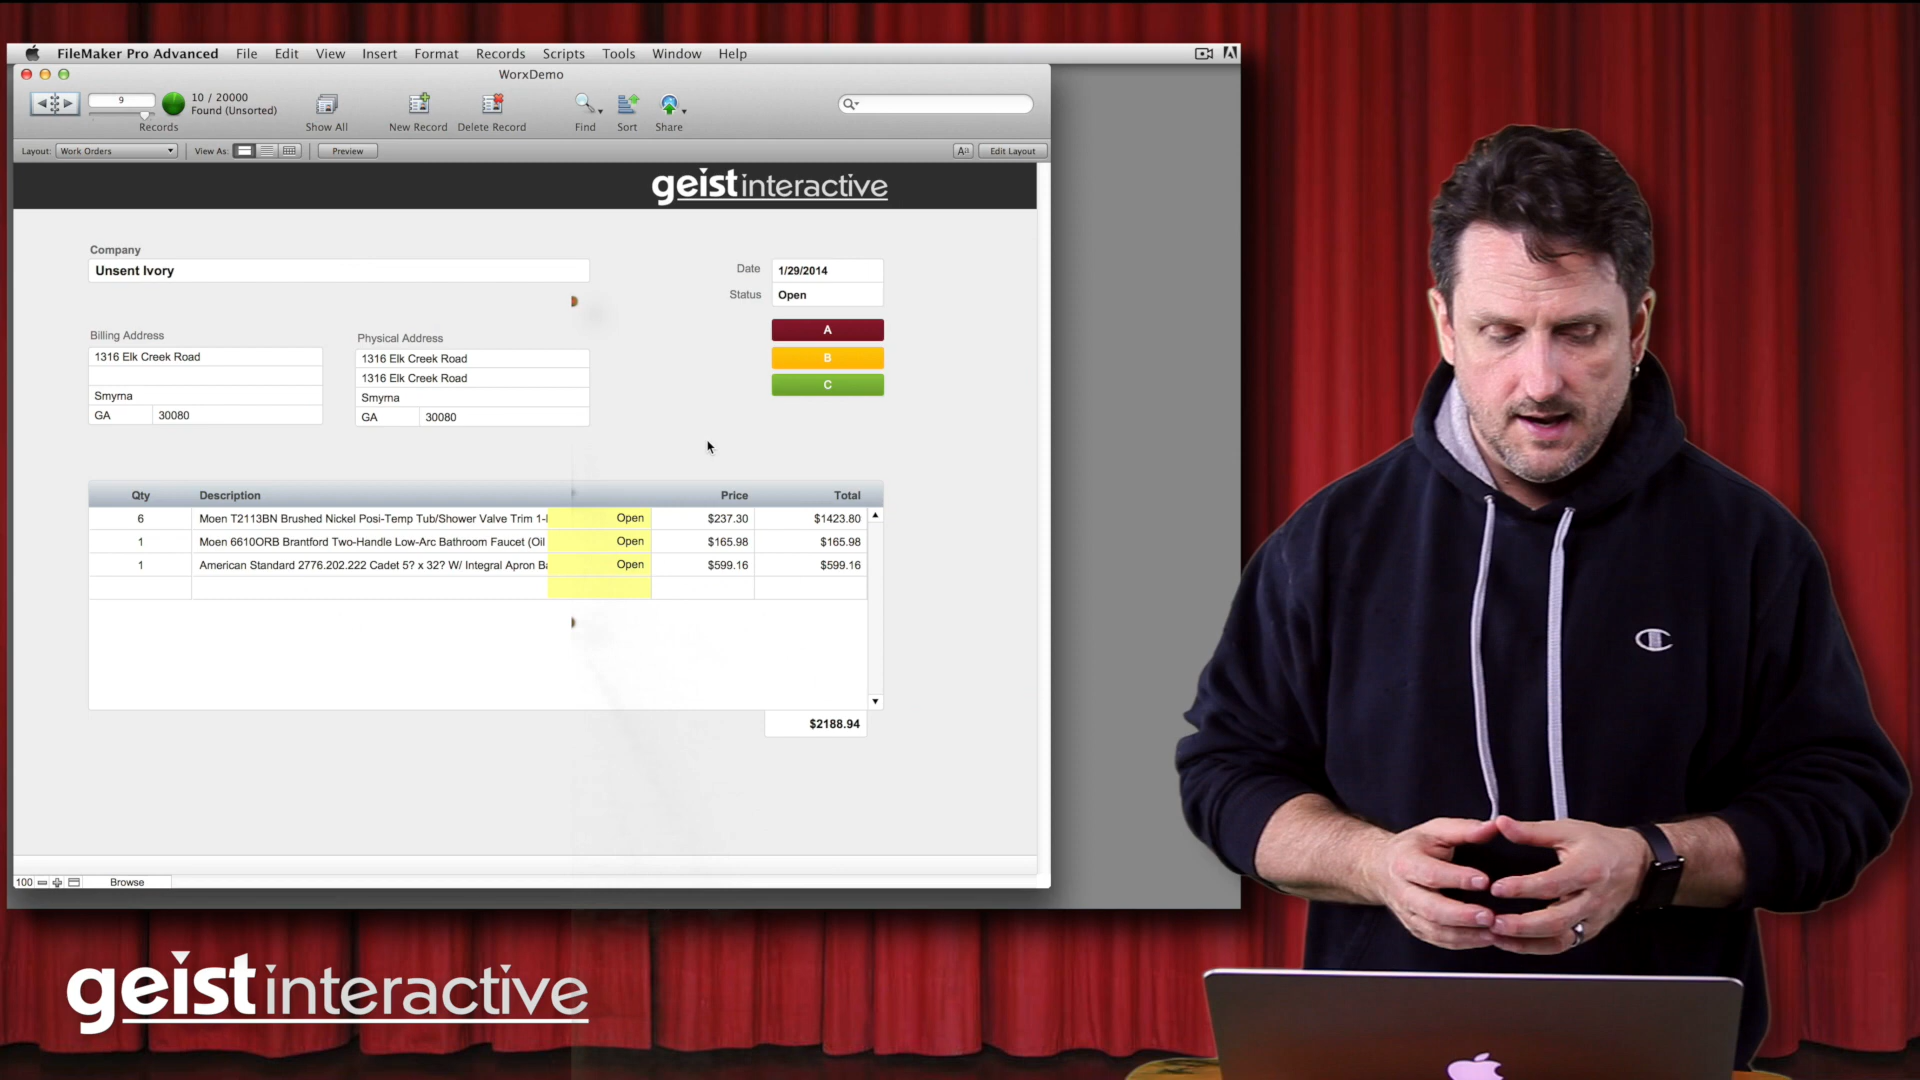 FileMaker Pro Advanced File Edit View Insert Format Records Scripts Tools Window Help
WorxDemo
9
10 / 20000
Found (Unsorted)
Records
Show All
New Record
Delete Record
Find
Sort
Share
Layout: Work Orders View As: Preview
Edit Layout
geistinteractive
Company
Unsent Ivory
Date 1/29/2014
Status Open
A
B
C
Billing Address
1316 Elk Creek Road
Smyrna
GA 30080
Physical Address
1316 Elk Creek Road
1316 Elk Creek Road
Smyrna
GA 30080
Qty Description Price Total
6 Moen T2113BN Brushed Nickel Posi-Temp Tub/Shower Valve Trim 1- Open $237.30 $1423.80
1 Moen 6610ORB Brantford Two-Handle Low-Arc Bathroom Faucet (Oil Open $165.98 $165.98
1 American Standard 2776.202.222 Cadet 5? x 32? W/ Integral Apron Ba Open $599.16 $599.16
$2188.94
100 Browse
geistinteractive